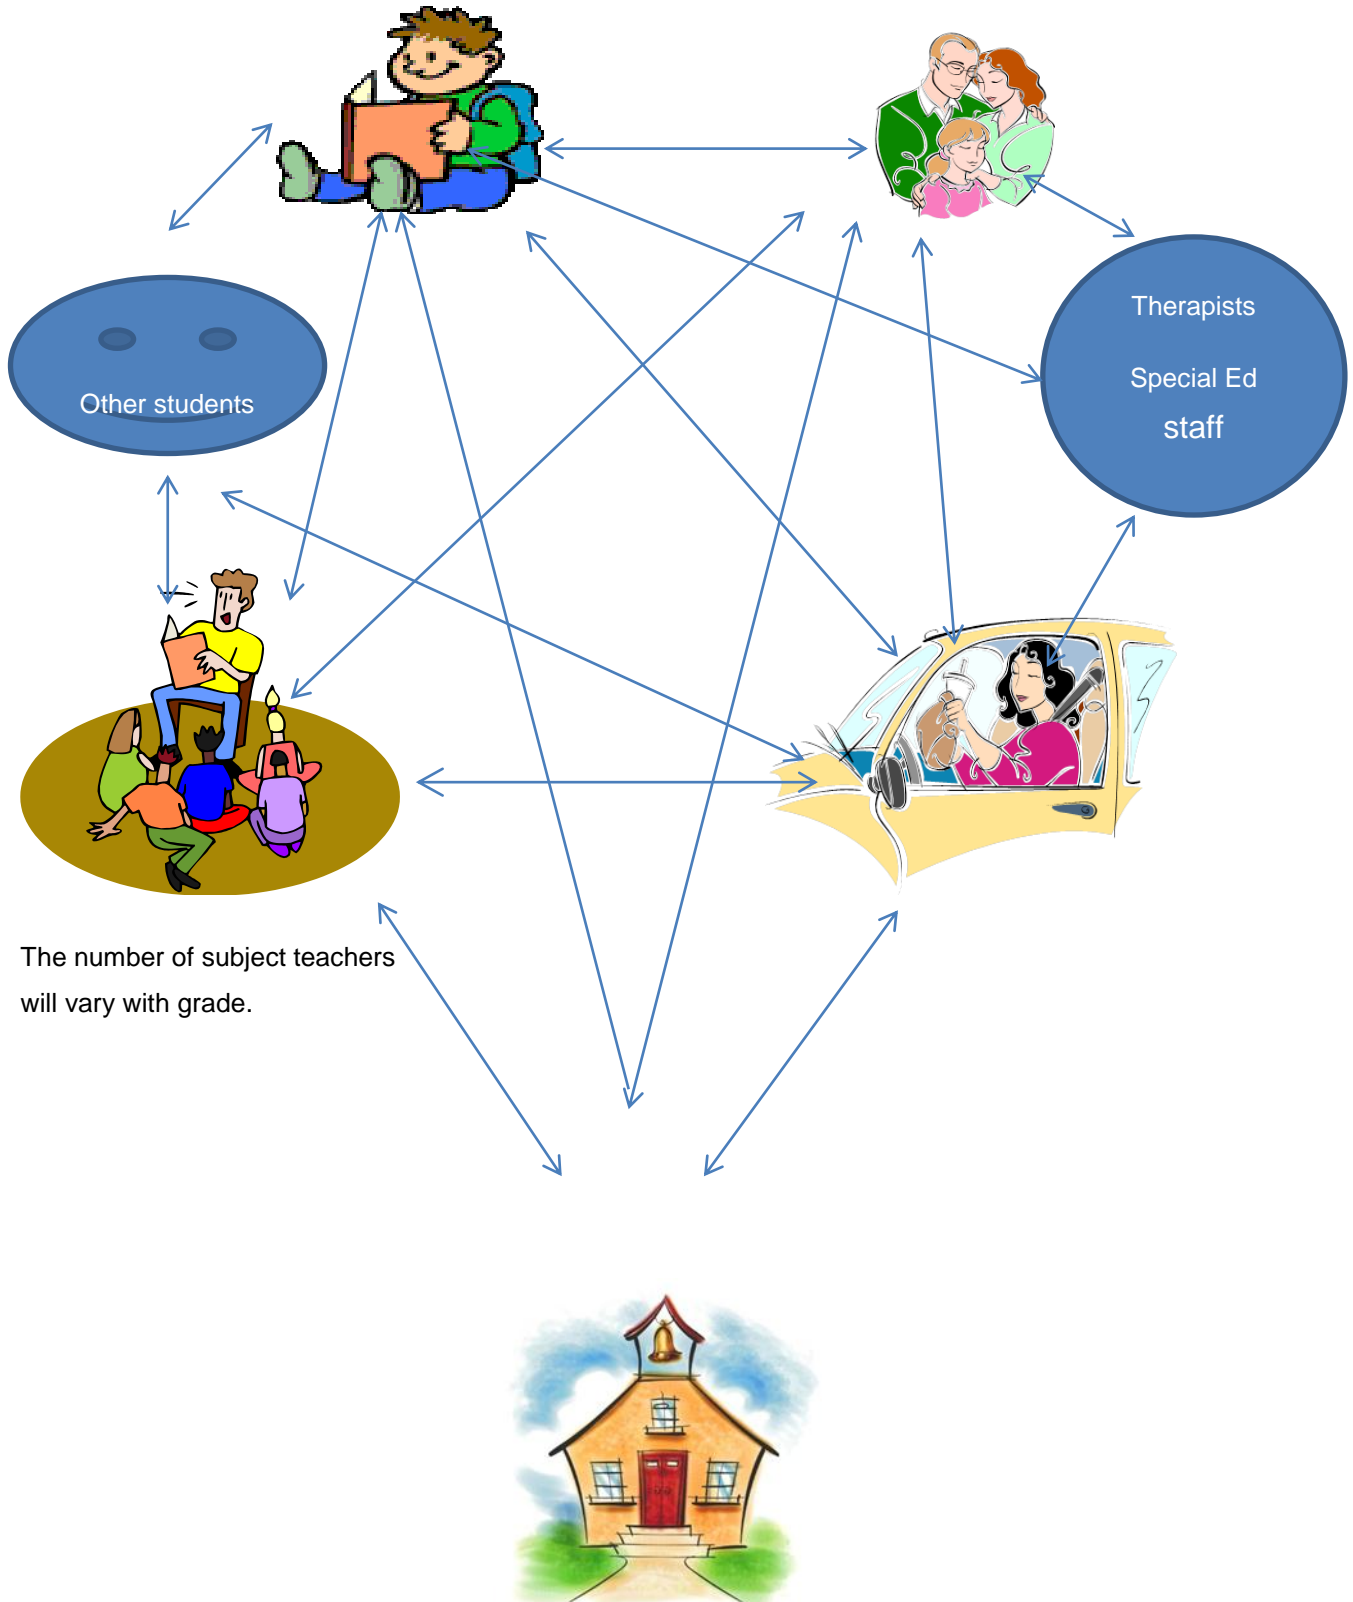 Therapists
Special Ed
staff
Other students
The number of subject teachers
will vary with grade.